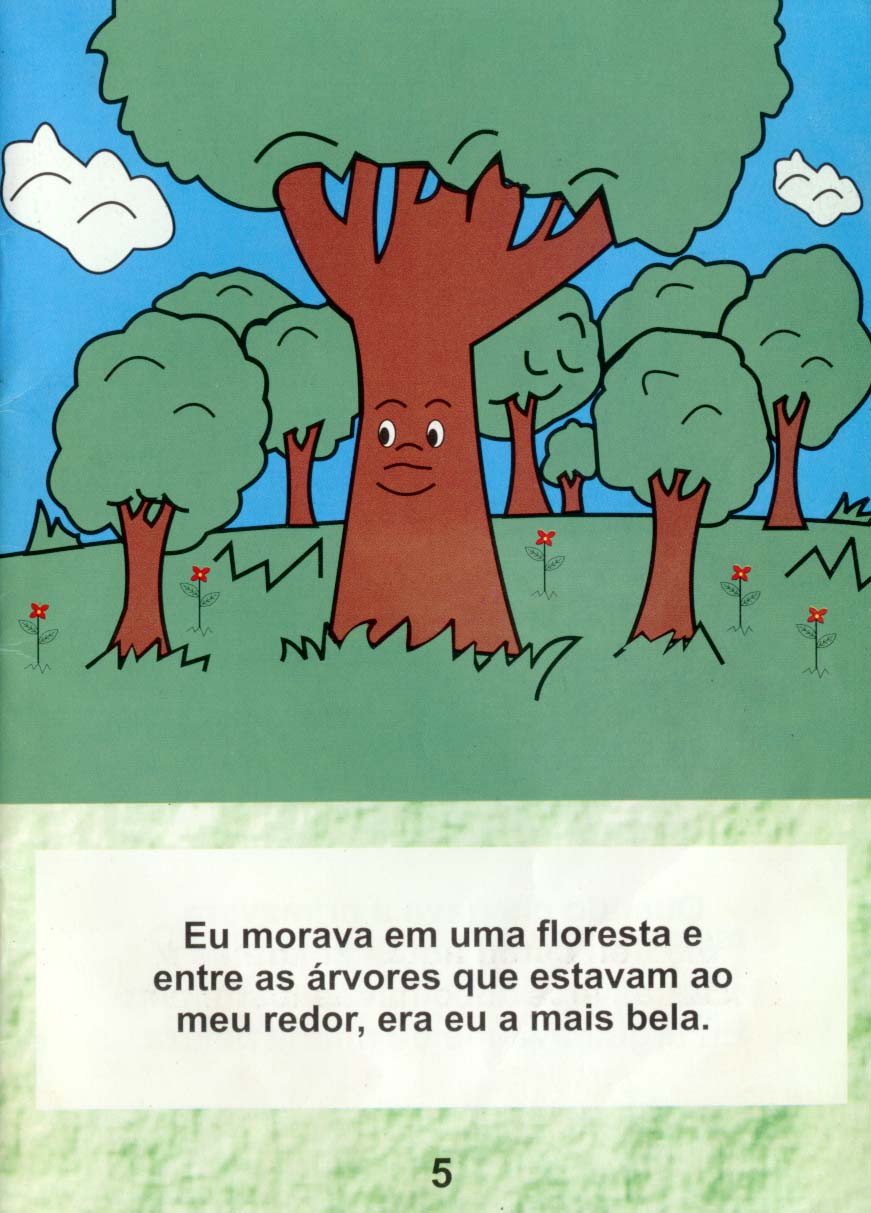 Eu morava em uma floresta e
entre as árvores que estavam ao
meu redor, era eu a mais bela.
5